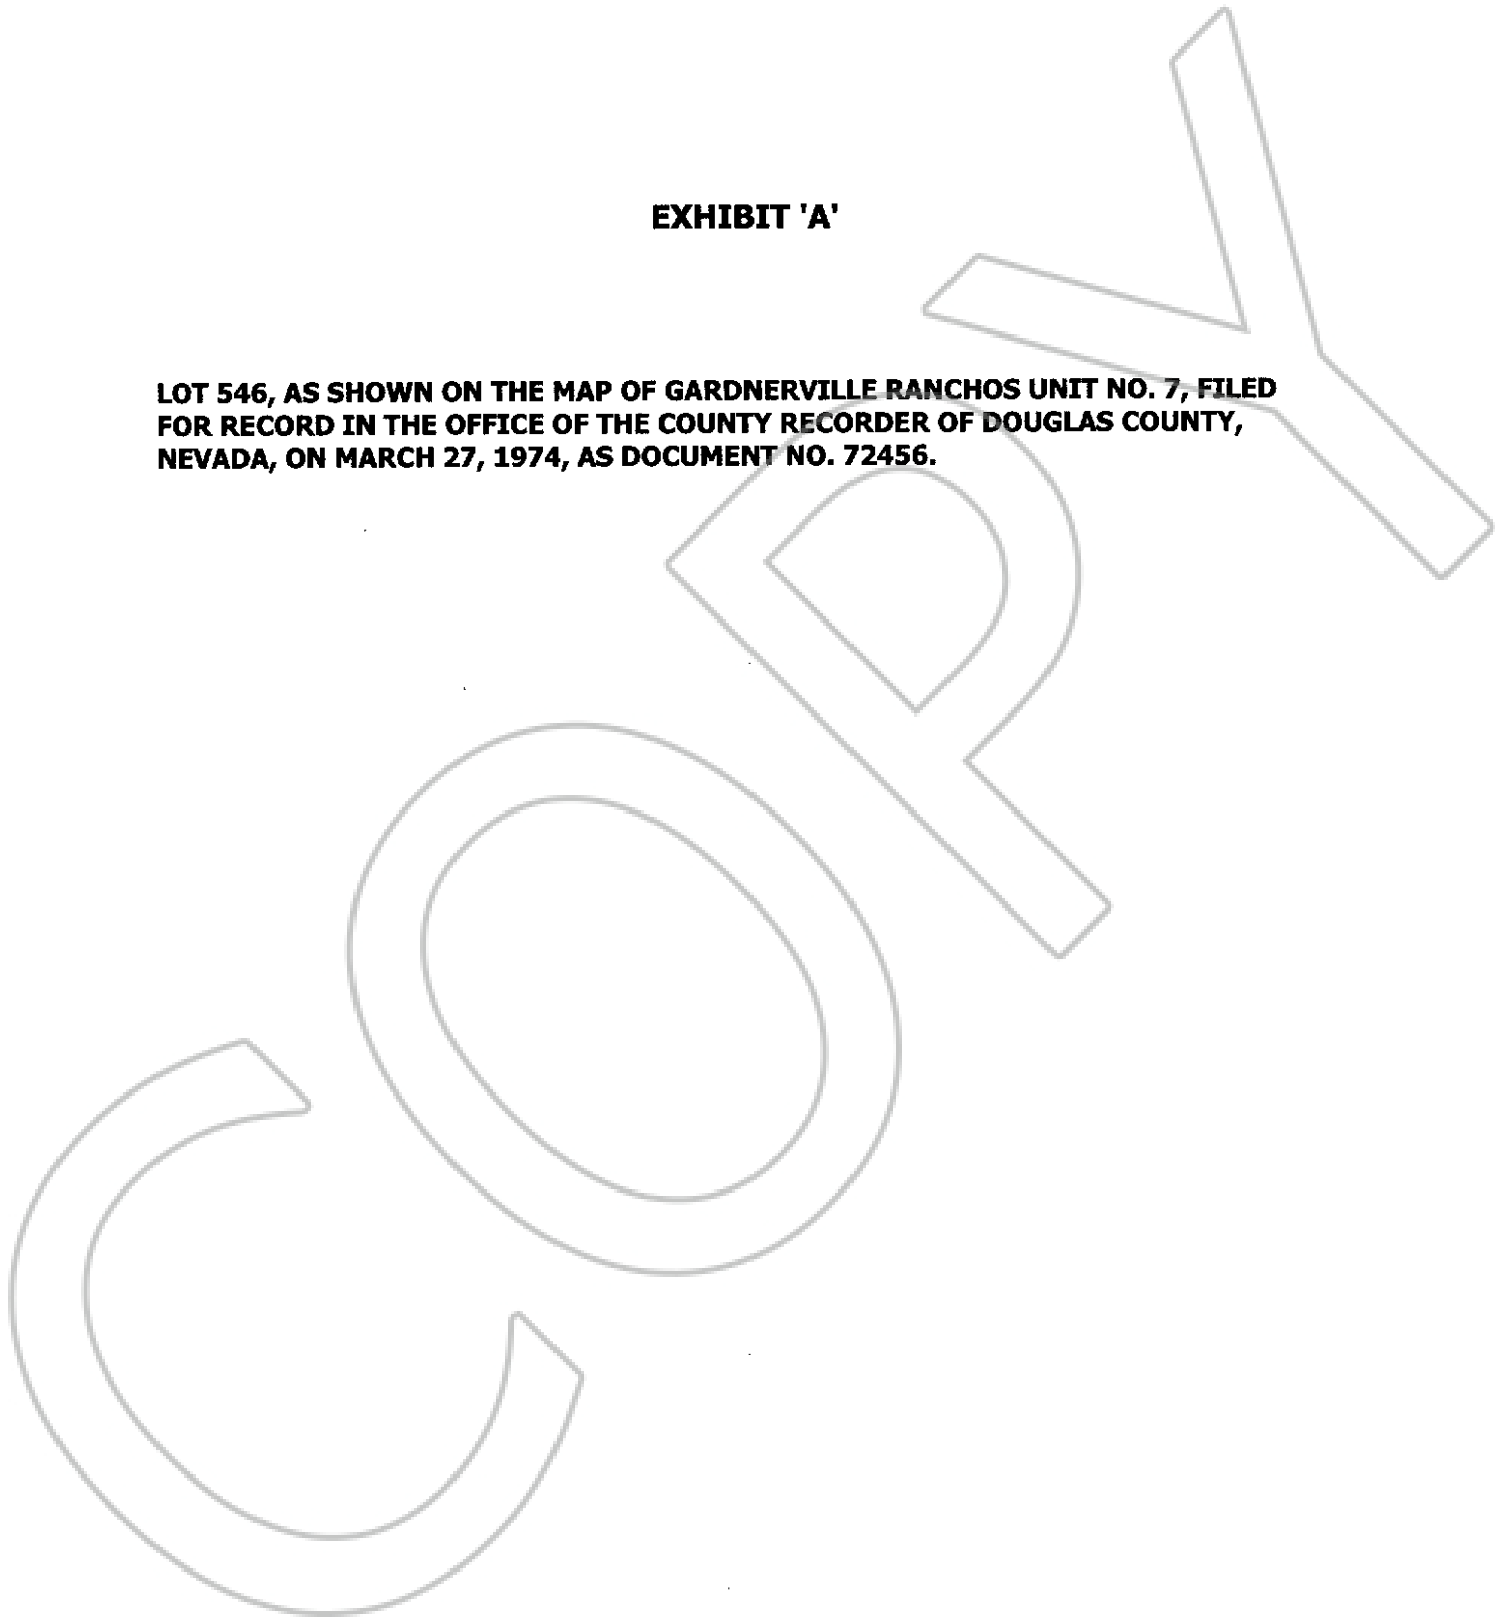 EXHIBIT 'A'
LOT 546, AS SHOWN ON THE MAP OF GARDNERVILLE RANCHOS UNIT NO. 7, FILED
FOR RECORD IN THE OFFICE OF THE COUNTY RECORDER OF DOUGLAS COUNTY,
NEVADA, ON MARCH 27, 1974, AS DOCUMENT NO. 72456.
COPY